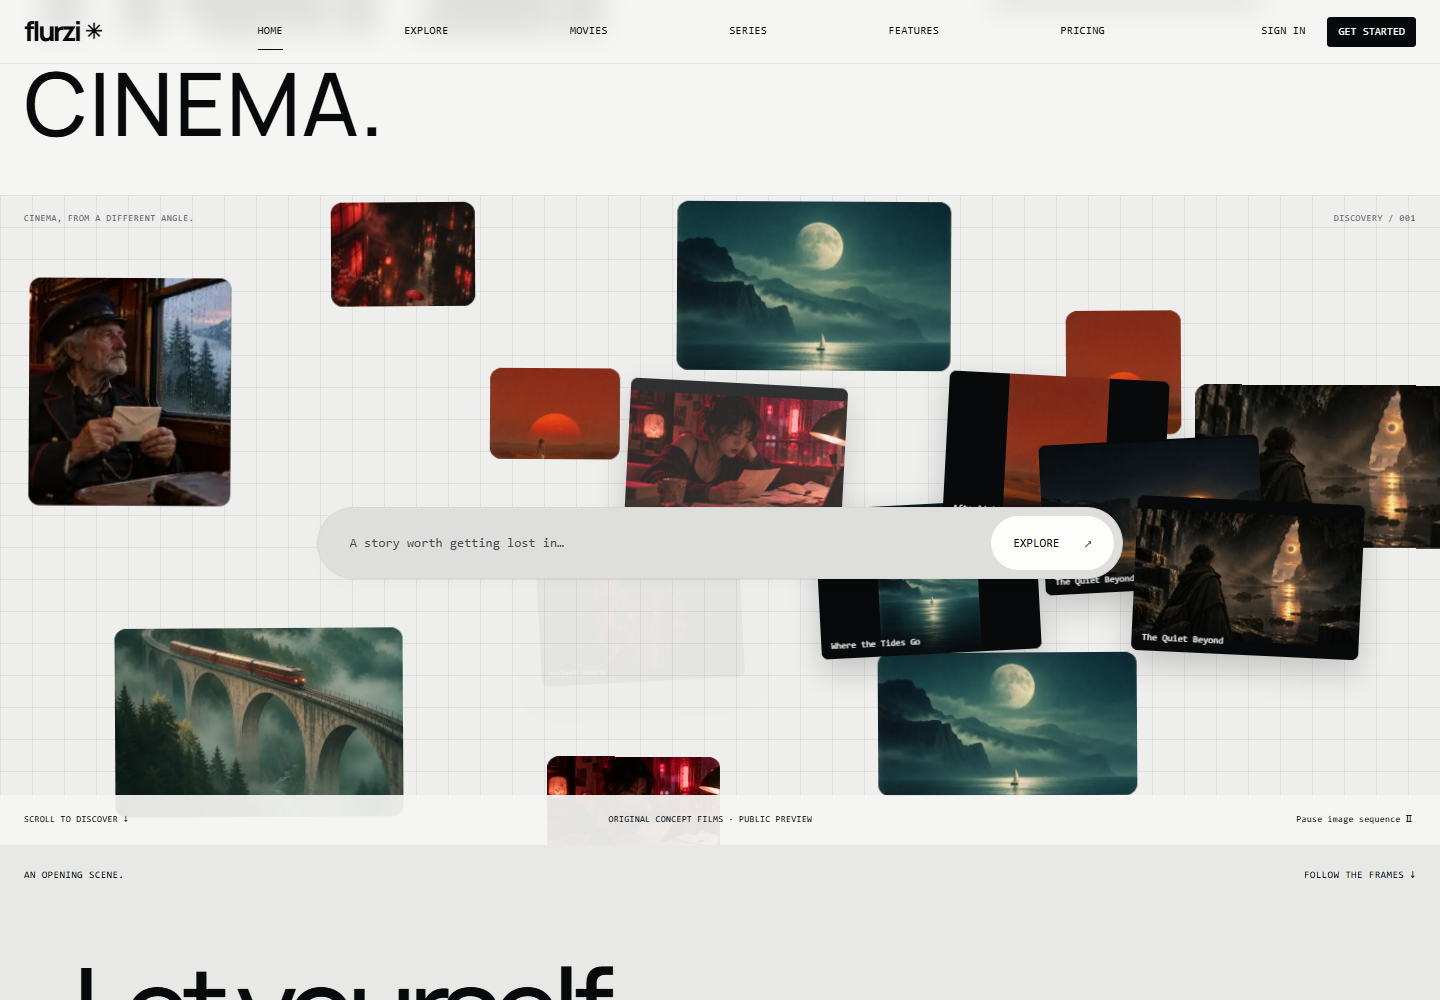 flurzi
HOME
EXPLORE
MOVIES
SERIES
FEATURES
PRICING
SIGN IN
GET STARTED
CINEMA.
CINEMA, FROM A DIFFERENT ANGLE.
DISCOVERY / 001
A story worth getting lost in…
EXPLORE ↗
The Quiet Beyond
Where the Tides Go
The Quiet Beyond
SCROLL TO DISCOVER ↓
ORIGINAL CONCEPT FILMS · PUBLIC PREVIEW
Pause image sequence
AN OPENING SCENE.
FOLLOW THE FRAMES ↓
Let yourself